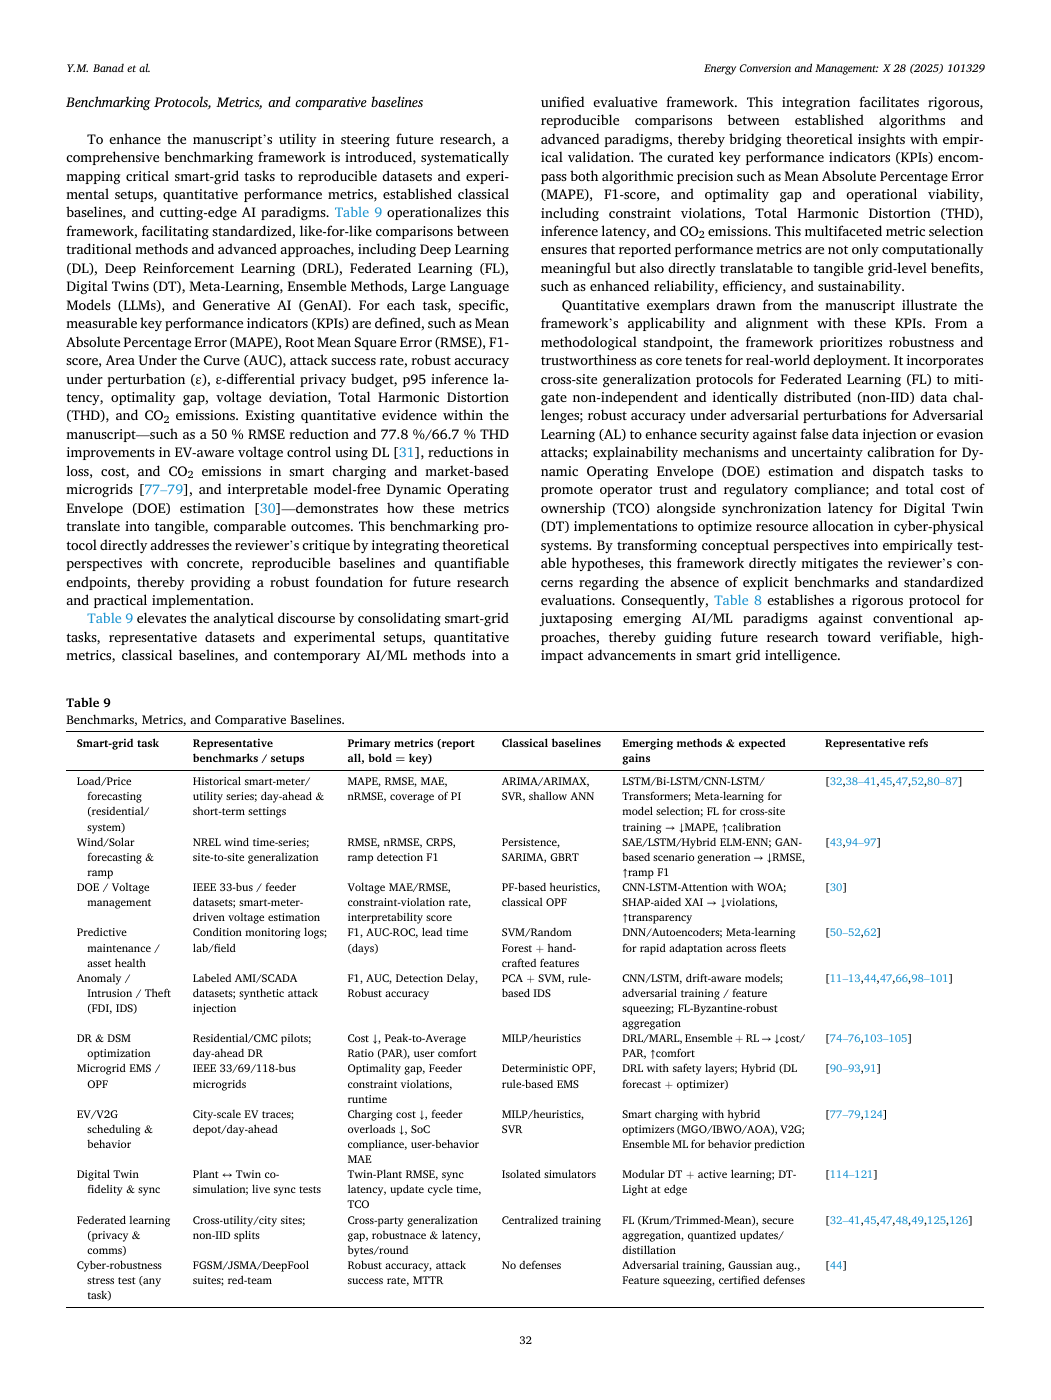 Y.M. Banad et al.
Energy Conversion and Management: X 28 (2025) 101329
Benchmarking Protocols, Metrics, and comparative baselines
To enhance the manuscript's utility in steering future research, a
comprehensive benchmarking framework is introduced, systematically
mapping critical smart-grid tasks to reproducible datasets and experi-
mental setups, quantitative performance metrics, established classical
baselines, and cutting-edge AI paradigms. Table 9 operationalizes this
framework, facilitating standardized, like-for-like comparisons between
traditional methods and advanced approaches, including Deep Learning
(DL), Deep Reinforcement Learning (DRL), Federated Learning (FL),
Digital Twins (DT), Meta-Learning, Ensemble Methods, Large Language
Models (LLMs), and Generative AI (GenAI). For each task, specific,
measurable key performance indicators (KPIs) are defined, such as Mean
Absolute Percentage Error (MAPE), Root Mean Square Error (RMSE), F1-
score, Area Under the Curve (AUC), attack success rate, robust accuracy
under perturbation (ε), ε-differential privacy budget, p95 inference la-
tency, optimality gap, voltage deviation, Total Harmonic Distortion
(THD), and CO2 emissions. Existing quantitative evidence within the
manuscript—such as a 50 % RMSE reduction and 77.8 %/66.7 % THD
improvements in EV-aware voltage control using DL [31], reductions in
loss, cost, and CO2 emissions in smart charging and market-based
microgrids [77–79], and interpretable model-free Dynamic Operating
Envelope (DOE) estimation [30]—demonstrates how these metrics
translate into tangible, comparable outcomes. This benchmarking pro-
tocol directly addresses the reviewer's critique by integrating theoretical
perspectives with concrete, reproducible baselines and quantifiable
endpoints, thereby providing a robust foundation for future research
and practical implementation.
Table 9 elevates the analytical discourse by consolidating smart-grid
tasks, representative datasets and experimental setups, quantitative
metrics, classical baselines, and contemporary AI/ML methods into a
unified evaluative framework. This integration facilitates rigorous,
reproducible comparisons between established algorithms and
advanced paradigms, thereby bridging theoretical insights with empir-
ical validation. The curated key performance indicators (KPIs) encom-
pass both algorithmic precision such as Mean Absolute Percentage Error
(MAPE), F1-score, and optimality gap and operational viability,
including constraint violations, Total Harmonic Distortion (THD),
inference latency, and CO2 emissions. This multifaceted metric selection
ensures that reported performance metrics are not only computationally
meaningful but also directly translatable to tangible grid-level benefits,
such as enhanced reliability, efficiency, and sustainability.
Quantitative exemplars drawn from the manuscript illustrate the
framework's applicability and alignment with these KPIs. From a
methodological standpoint, the framework prioritizes robustness and
trustworthiness as core tenets for real-world deployment. It incorporates
cross-site generalization protocols for Federated Learning (FL) to miti-
gate non-independent and identically distributed (non-IID) data chal-
lenges; robust accuracy under adversarial perturbations for Adversarial
Learning (AL) to enhance security against false data injection or evasion
attacks; explainability mechanisms and uncertainty calibration for Dy-
namic Operating Envelope (DOE) estimation and dispatch tasks to
promote operator trust and regulatory compliance; and total cost of
ownership (TCO) alongside synchronization latency for Digital Twin
(DT) implementations to optimize resource allocation in cyber-physical
systems. By transforming conceptual perspectives into empirically test-
able hypotheses, this framework directly mitigates the reviewer's con-
cerns regarding the absence of explicit benchmarks and standardized
evaluations. Consequently, Table 8 establishes a rigorous protocol for
juxtaposing emerging AI/ML paradigms against conventional ap-
proaches, thereby guiding future research toward verifiable, high-
impact advancements in smart grid intelligence.
Table 9
Benchmarks, Metrics, and Comparative Baselines.
Smart-grid task | Representative | Primary metrics (report | Classical baselines | Emerging methods & expected | Representative refs
benchmarks / setups | all, bold = key) | gains
Load/Price | Historical smart-meter/ | MAPE, RMSE, MAE, | ARIMA/ARIMAX, | LSTM/Bi-LSTM/CNN-LSTM/ | [32,38–41,45,47,52,80–87]
forecasting | utility series; day-ahead & | nRMSE, coverage of PI | SVR, shallow ANN | Transformers; Meta-learning for
(residential/ | short-term settings | model selection; FL for cross-site
system) | training → ↓MAPE, ↑calibration
Wind/Solar | NREL wind time-series; | RMSE, nRMSE, CRPS, | Persistence, | SAE/LSTM/Hybrid ELM-ENN; GAN- | [43,94–97]
forecasting & | site-to-site generalization | ramp detection F1 | SARIMA, GBRT | based scenario generation → ↓RMSE,
ramp | ↑ramp F1
DOE / Voltage | IEEE 33-bus / feeder | Voltage MAE/RMSE, | PF-based heuristics, | CNN-LSTM-Attention with WOA; | [30]
management | datasets; smart-meter- | constraint-violation rate, | classical OPF | SHAP-aided XAI → ↓violations,
driven voltage estimation | interpretability score | ↑transparency
Predictive | Condition monitoring logs; | F1, AUC-ROC, lead time | SVM/Random | DNN/Autoencoders; Meta-learning | [50–52,62]
maintenance / | lab/field | (days) | Forest + hand- | for rapid adaptation across fleets
asset health | crafted features
Anomaly / | Labeled AMI/SCADA | F1, AUC, Detection Delay, | PCA + SVM, rule- | CNN/LSTM, drift-aware models; | [11–13,44,47,66,98–101]
Intrusion / Theft | datasets; synthetic attack | Robust accuracy | based IDS | adversarial training / feature
(FDI, IDS) | injection | squeezing; FL-Byzantine-robust
aggregation
DR & DSM | Residential/CMC pilots; | Cost ↓, Peak-to-Average | MILP/heuristics | DRL/MARL, Ensemble + RL → ↓cost/ | [74–76,103–105]
optimization | day-ahead DR | Ratio (PAR), user comfort | PAR, ↑comfort
Microgrid EMS / | IEEE 33/69/118-bus | Optimality gap, Feeder | Deterministic OPF, | DRL with safety layers; Hybrid (DL | [90–93,91]
OPF | microgrids | constraint violations, | rule-based EMS | forecast + optimizer)
runtime
EV/V2G | City-scale EV traces; | Charging cost ↓, feeder | MILP/heuristics, | Smart charging with hybrid | [77–79,124]
scheduling & | depot/day-ahead | overloads ↓, SoC | SVR | optimizers (MGO/IBWO/AOA), V2G;
behavior | compliance, user-behavior | Ensemble ML for behavior prediction
MAE
Digital Twin | Plant ↔ Twin co- | Twin-Plant RMSE, sync | Isolated simulators | Modular DT + active learning; DT- | [114–121]
fidelity & sync | simulation; live sync tests | latency, update cycle time, | Light at edge
TCO
Federated learning | Cross-utility/city sites; | Cross-party generalization | Centralized training | FL (Krum/Trimmed-Mean), secure | [32–41,45,47,48,49,125,126]
(privacy & | non-IID splits | gap, robustnace & latency, | aggregation, quantized updates/
comms) | bytes/round | distillation
Cyber-robustness | FGSM/JSMA/DeepFool | Robust accuracy, attack | No defenses | Adversarial training, Gaussian aug., | [44]
stress test (any | suites; red-team | success rate, MTTR | Feature squeezing, certified defenses
task)
32